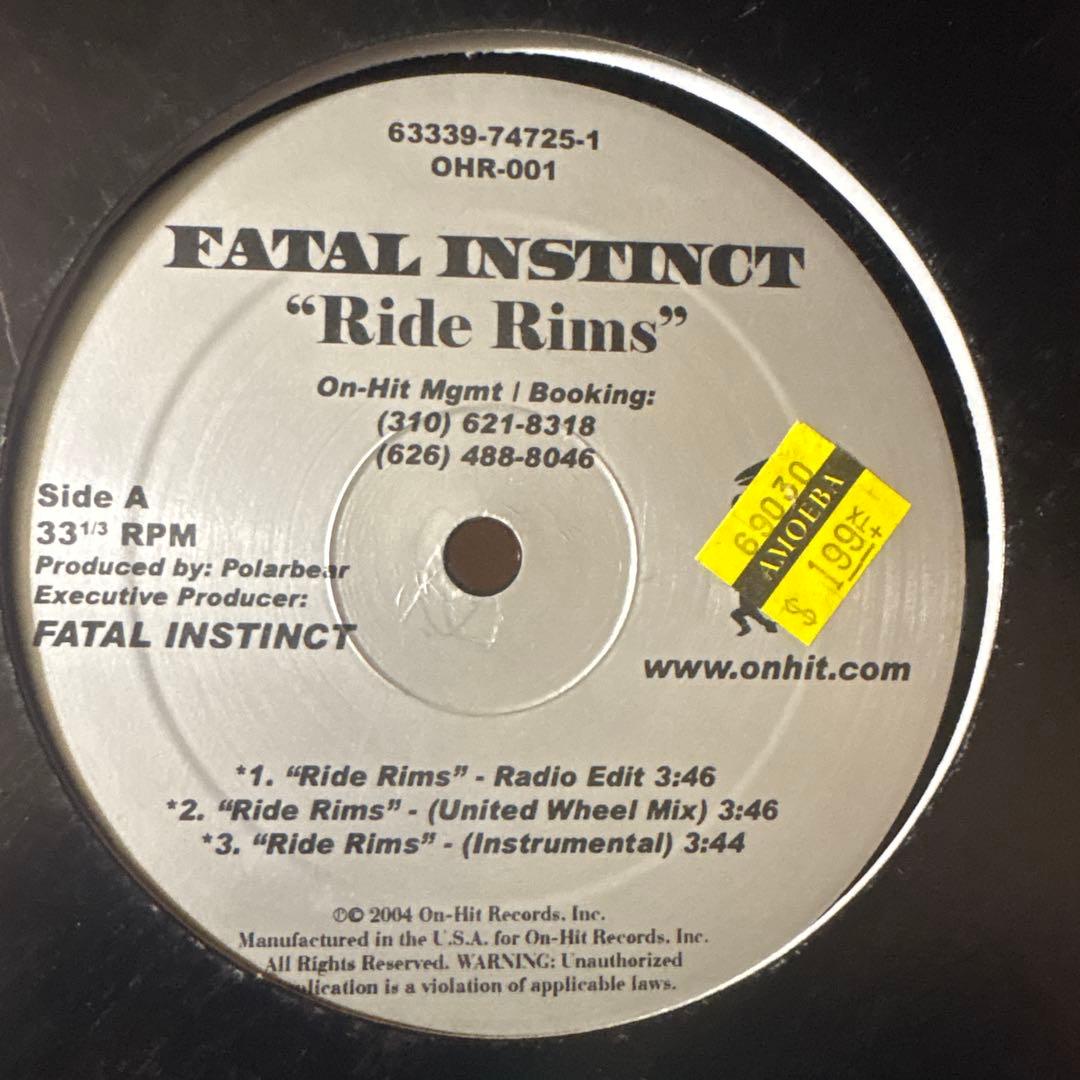 63339-74725-1
OHR-001
FATAL INSTINCT
“Ride Rims”
On-Hit Mgmt | Booking:
(310) 621-8318
(626) 488-8046
Side A
33 1/3 RPM
Produced by: Polarbear
Executive Producer:
FATAL INSTINCT
69030
AMOEBA
$ 199
www.onhit.com
*1. “Ride Rims” - Radio Edit 3:46
*2. “Ride Rims” - (United Wheel Mix) 3:46
*3. “Ride Rims” - (Instrumental) 3:44
℗© 2004 On-Hit Records, Inc.
Manufactured in the U.S.A. for On-Hit Records, Inc.
All Rights Reserved. WARNING: Unauthorized
is a violation of applicable laws.